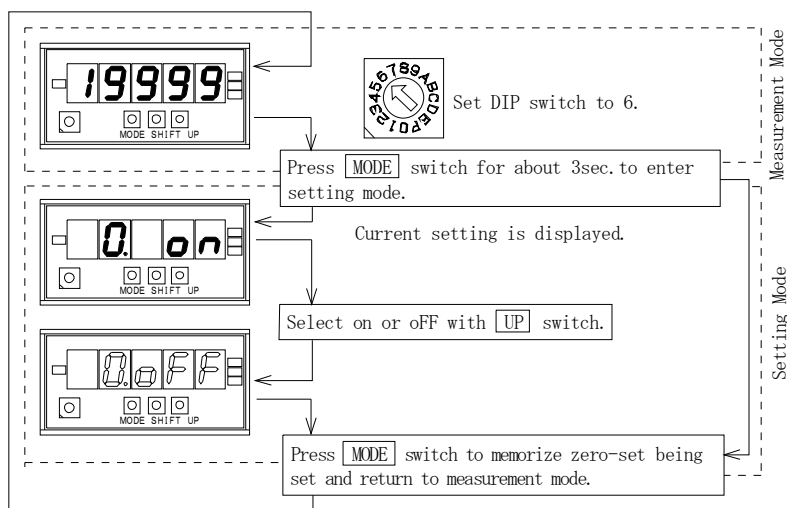 19999
MODE SHIFT UP
456789ABCDEF0123
Set DIP switch to 6.
Measurement Mode
Press MODE switch for about 3sec. to enter
setting mode.
0. on
MODE SHIFT UP
Current setting is displayed.
Setting Mode
Select on or oFF with UP switch.
0.oFF
MODE SHIFT UP
Press MODE switch to memorize zero-set being
set and return to measurement mode.